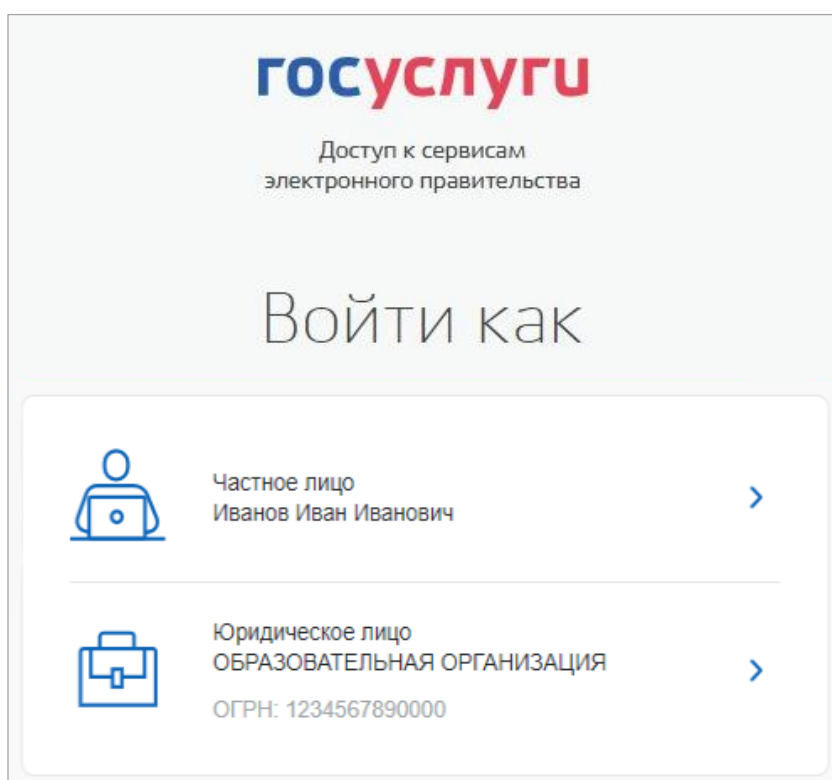 госуслуги
Доступ к сервисам
электронного правительства
Войти как
Частное лицо
Иванов Иван Иванович
Юридическое лицо
ОБРАЗОВАТЕЛЬНАЯ ОРГАНИЗАЦИЯ
ОГРН: 1234567890000